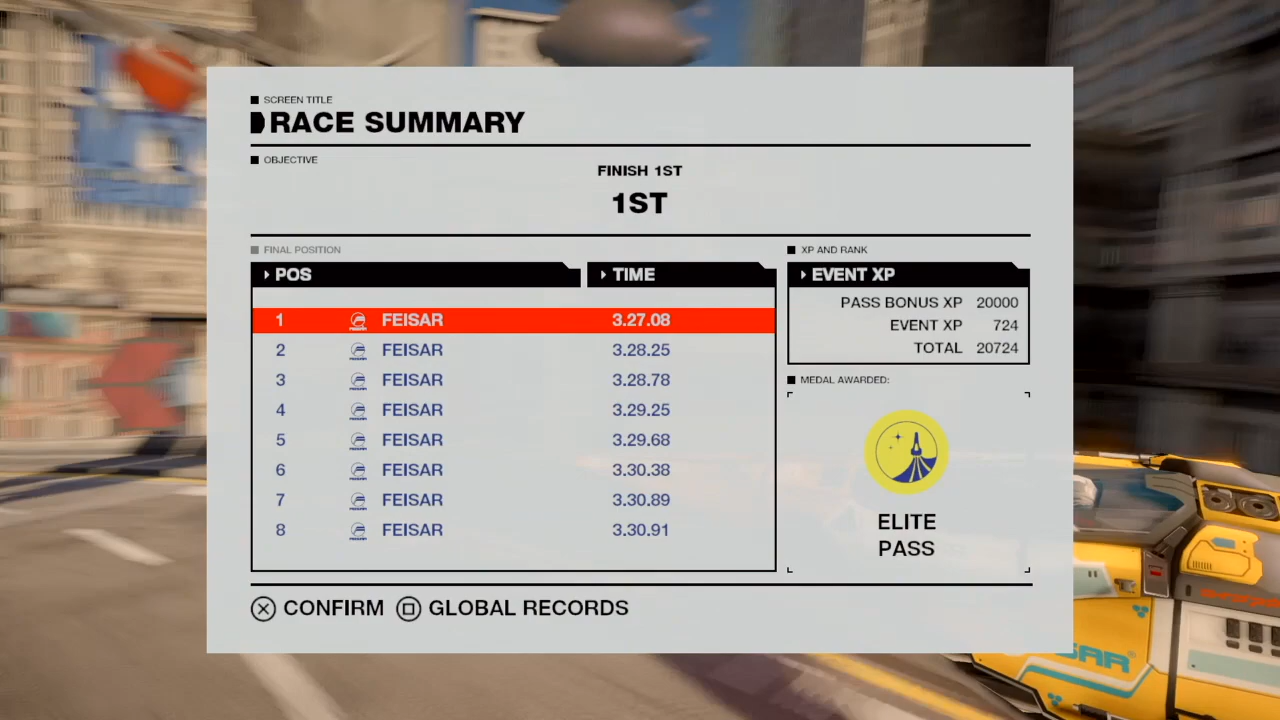 SCREEN TITLE
RACE SUMMARY
OBJECTIVE
FINISH 1ST
1ST
FINAL POSITION
POS TIME
1 FEISAR 3.27.08
2 FEISAR 3.28.25
3 FEISAR 3.28.78
4 FEISAR 3.29.25
5 FEISAR 3.29.68
6 FEISAR 3.30.38
7 FEISAR 3.30.89
8 FEISAR 3.30.91
XP AND RANK
EVENT XP
PASS BONUS XP 20000
EVENT XP 724
TOTAL 20724
MEDAL AWARDED:
ELITE
PASS
CONFIRM GLOBAL RECORDS